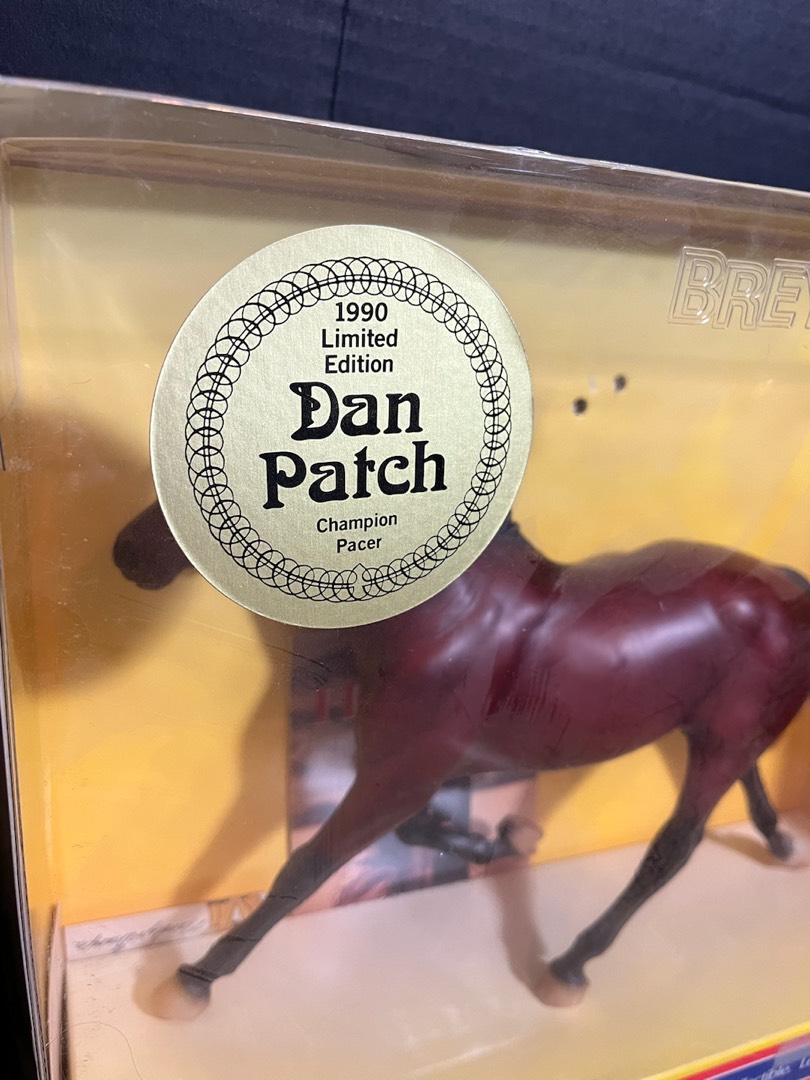 1990
Limited
Edition
Dan
Patch
Champion
Pacer
BREY